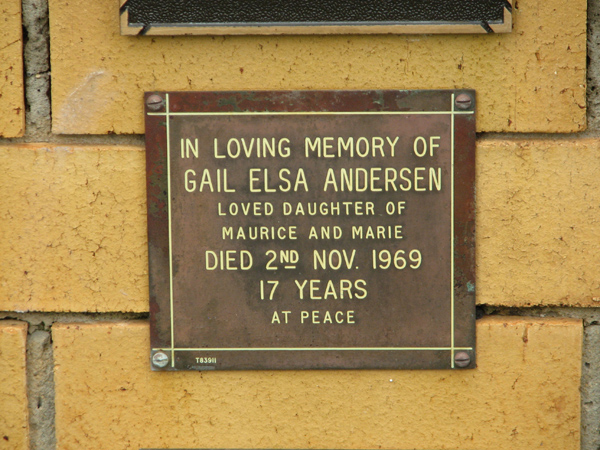 IN LOVING MEMORY OF
GAIL ELSA ANDERSEN
LOVED DAUGHTER OF
MAURICE AND MARIE
DIED 2ND NOV. 1969
17 YEARS
AT PEACE
T83911